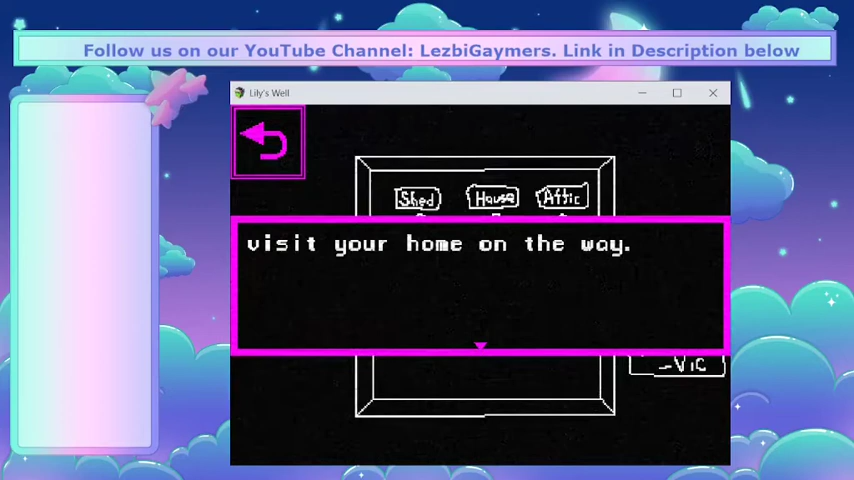 Follow us on our YouTube Channel: LezbiGaymers. Link in Description below
Lily's Well
Shed House Attic
visit your home on the way.
-Vic